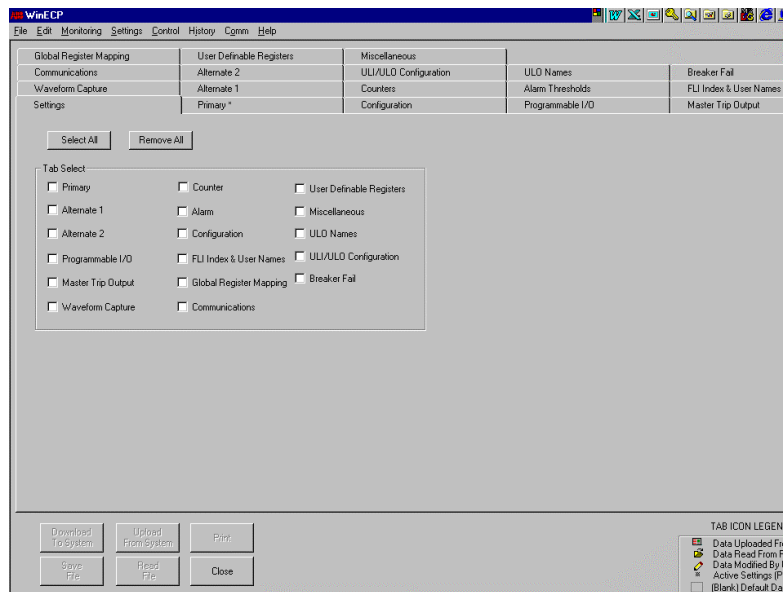 ABB WinECP
File Edit Monitoring Settings Control History Comm Help
Global Register Mapping User Definable Registers Miscellaneous
Communications Alternate 2 ULI/ULO Configuration ULO Names Breaker Fail
Waveform Capture Alternate 1 Counters Alarm Thresholds FLI Index & User Names
Settings Primary * Configuration Programmable I/O Master Trip Output
Select All Remove All
Tab Select
Primary Counter User Definable Registers
Alternate 1 Alarm Miscellaneous
Alternate 2 Configuration ULO Names
Programmable I/O FLI Index & User Names ULI/ULO Configuration
Master Trip Output Global Register Mapping Breaker Fail
Waveform Capture Communications
Download To System Upload From System Print
Save File Read File Close
TAB ICON LEGEN
Data Uploaded Fr
Data Read From F
Data Modified By U
Active Settings (P
(Blank) Default Da